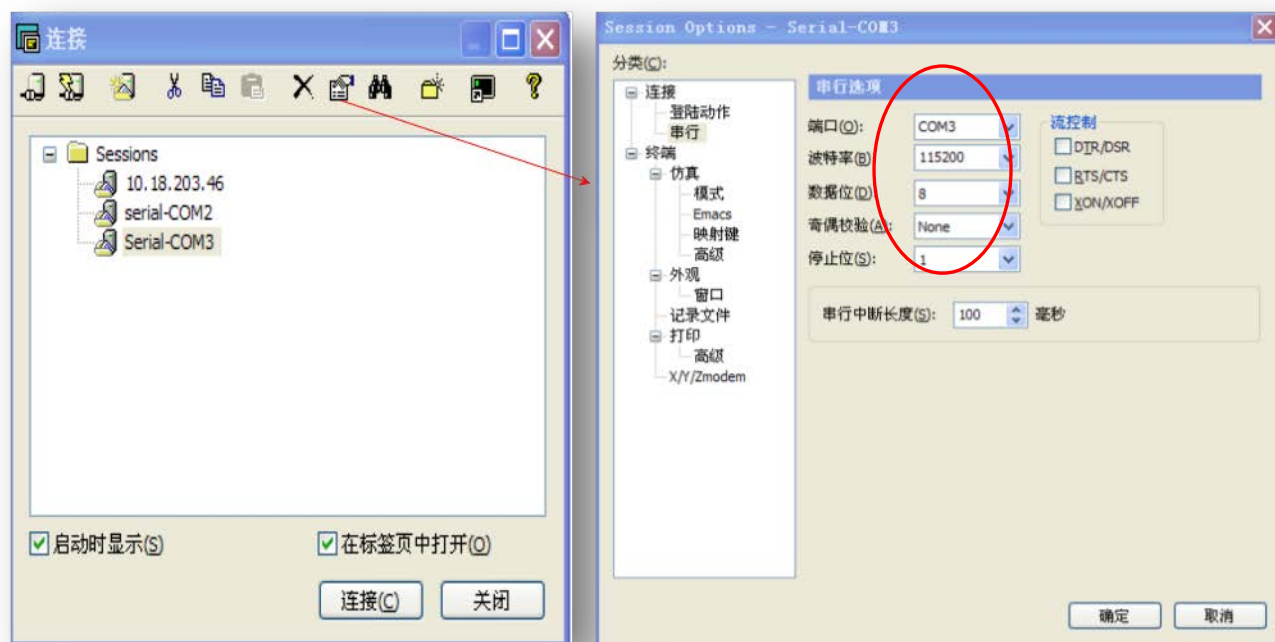 连接
Sessions
10.18.203.46
serial-COM2
Serial-COM3
启动时显示(S)
在标签页中打开(O)
连接(C)
关闭
Session Options - Serial-COM3
分类(C):
连接
登陆动作
串行
终端
仿真
模式
Emacs
映射键
高级
外观
窗口
记录文件
打印
高级
X/Y/Zmodem
串行选项
端口(O): COM3
波特率(B) 115200
数据位(D) 8
奇偶校验(A): None
停止位(S): 1
流控制
DTR/DSR
RTS/CTS
XON/XOFF
串行中断长度(S): 100 毫秒
确定
取消